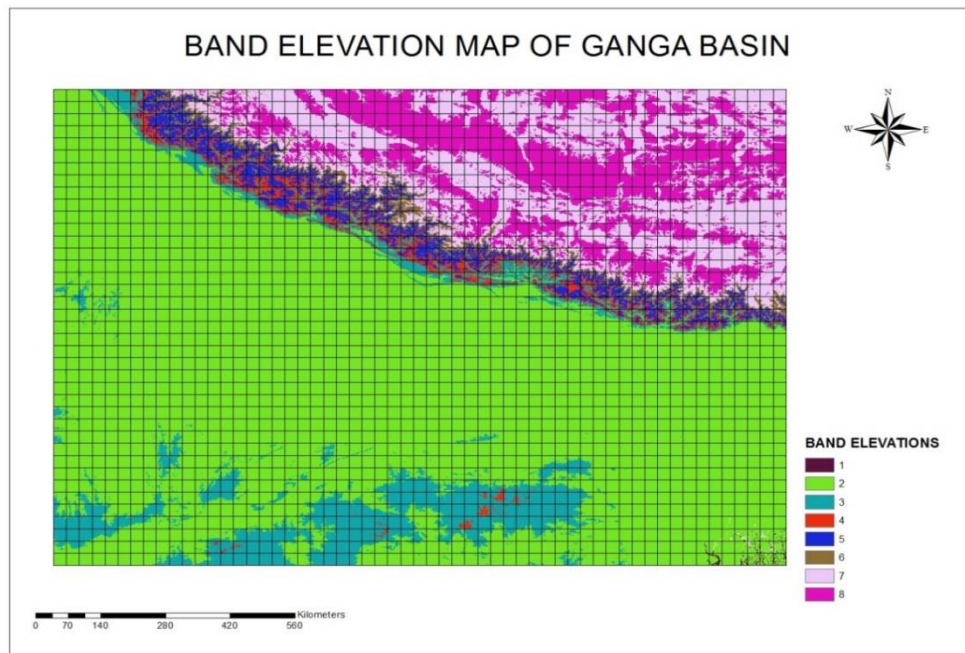 BAND ELEVATION MAP OF GANGA BASIN
N
W E
S
BAND ELEVATIONS
1
2
3
4
5
6
7
8
Kilometers
0 70 140 280 420 560